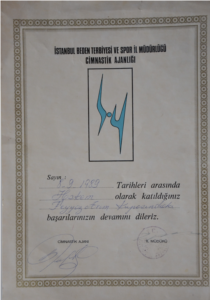 İSTANBUL BEDEN TERBİYESİ VE SPOR İL MÜDÜRLÜĞÜ
CİMNASTİK AJANLIĞI
Sayın
Tarihleri arasında
olarak katıldığınız
başarılarınızın devamını dileriz.
CİMNASTİK AJANI
İL MÜDÜRÜ